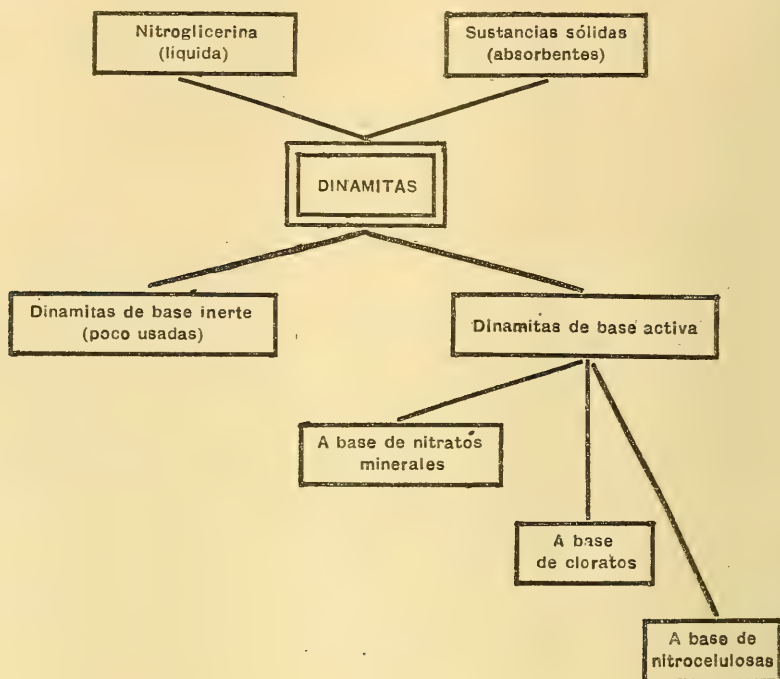 Nitroglicerina
(liquida)
Sustancias sólidas
(absorbentes)
DINAMITAS
Dinamitas de base inerte
(poco usadas)
Dinamitas de base activa
A base de nitratos
minerales
A base
de cloratos
A base de
nitrocelulosas